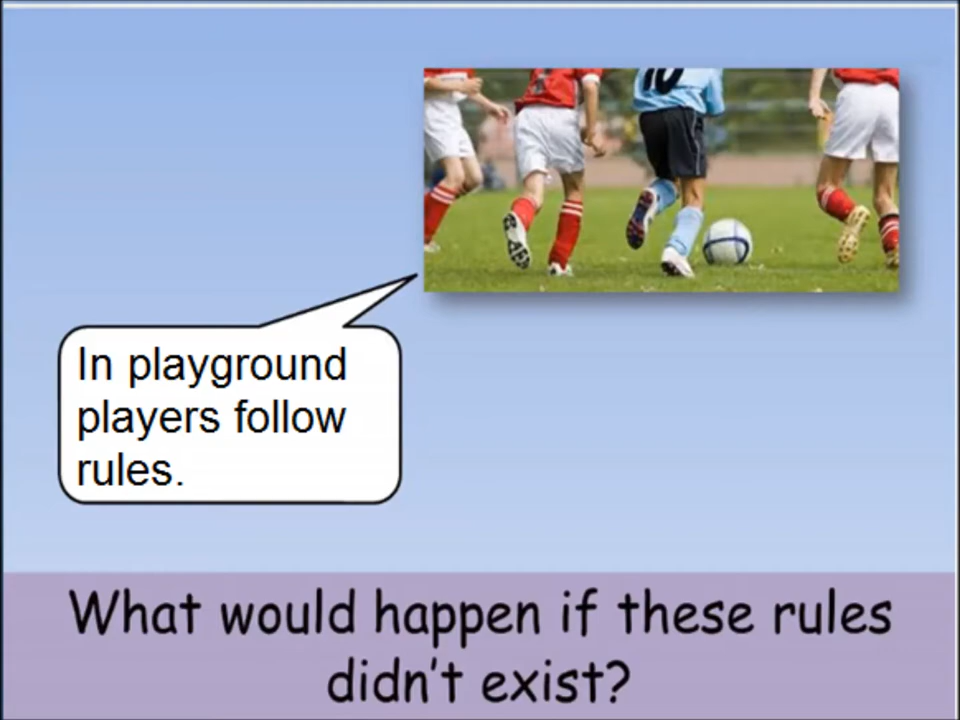 In playground
players follow
rules.
What would happen if these rules
didn't exist?